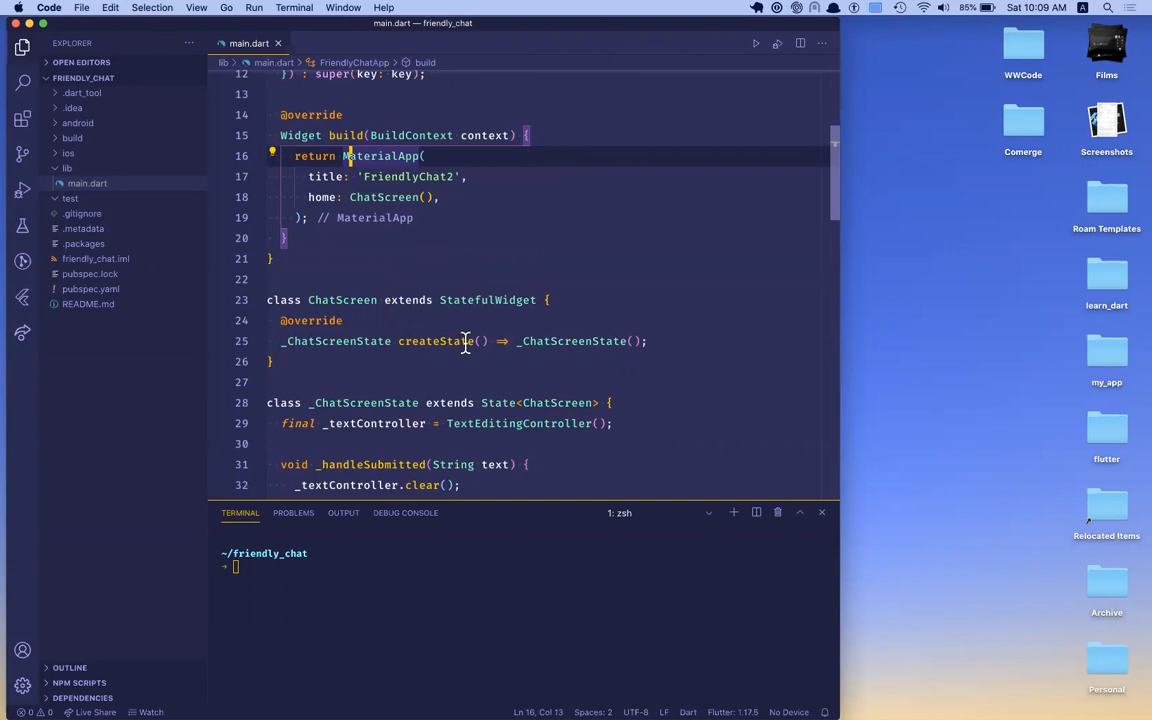 Code File Edit Selection View Go Run Terminal Window Help 85% A Sat 10:09 AM
main.dart — friendly_chat
EXPLORER
OPEN EDITORS
FRIENDLY_CHAT
.dart_tool
.idea
android
build
ios
lib
main.dart
test
.gitignore
.metadata
.packages
friendly_chat.iml
pubspec.lock
pubspec.yaml
README.md
OUTLINE
NPM SCRIPTS
DEPENDENCIES
main.dart
lib > main.dart > FriendlyChatApp > build
12 }) : super(key: key);
13
14 @override
15 Widget build(BuildContext context) {
16 return MaterialApp(
17 title: 'FriendlyChat2',
18 home: ChatScreen(),
19 ); // MaterialApp
20 }
21 }
22
23 class ChatScreen extends StatefulWidget {
24 @override
25 _ChatScreenState createState() => _ChatScreenState();
26 }
27
28 class _ChatScreenState extends State<ChatScreen> {
29 final _textController = TextEditingController();
30
31 void _handleSubmitted(String text) {
32 _textController.clear();
TERMINAL PROBLEMS OUTPUT DEBUG CONSOLE 1: zsh
~/friendly_chat
→
0 0 Live Share Watch Ln 16, Col 13 Spaces: 2 UTF-8 LF Dart Flutter: 1.17.5 No Device
WWCode
Films
Comerge
Screenshots
Roam Templates
learn_dart
my_app
flutter
Relocated Items
Archive
Personal